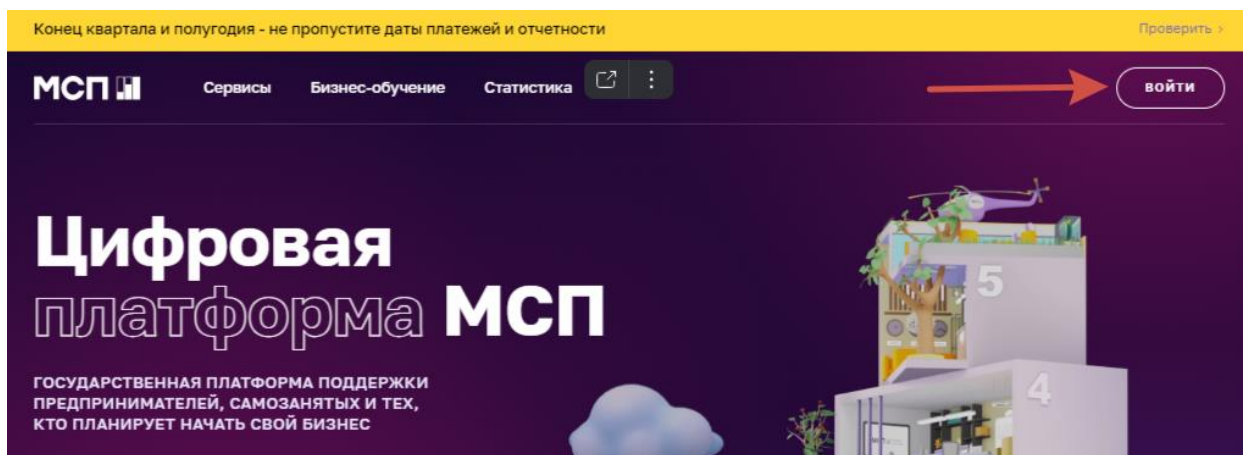 Конец квартала и полугодия - не пропустите даты платежей и отчетности
Проверить >
МСП
Сервисы
Бизнес-обучение
Статистика
ВОЙТИ
Цифровая
платформа МСП
ГОСУДАРСТВЕННАЯ ПЛАТФОРМА ПОДДЕРЖКИ
ПРЕДПРИНИМАТЕЛЕЙ, САМОЗАНЯТЫХ И ТЕХ,
КТО ПЛАНИРУЕТ НАЧАТЬ СВОЙ БИЗНЕС
5
4